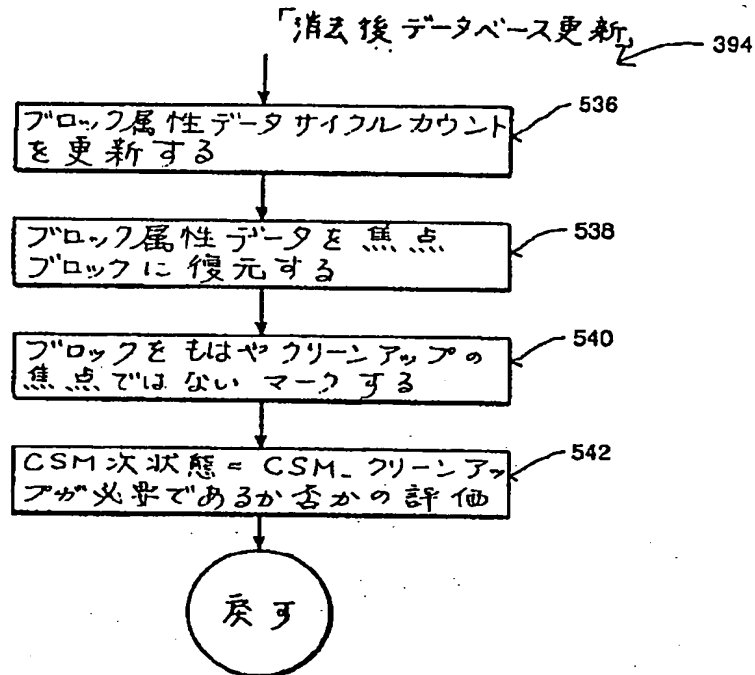 「消去後データベース更新」
394
536
ブロック属性データサイクルカウント
を更新する
538
ブロック属性データを焦点
ブロックに復元する
540
ブロックをもはやクリーンアップの
焦点ではないマークする
542
CSM次状態=CSM_クリーンアッ
プが必要であるか否かの評価
戻す